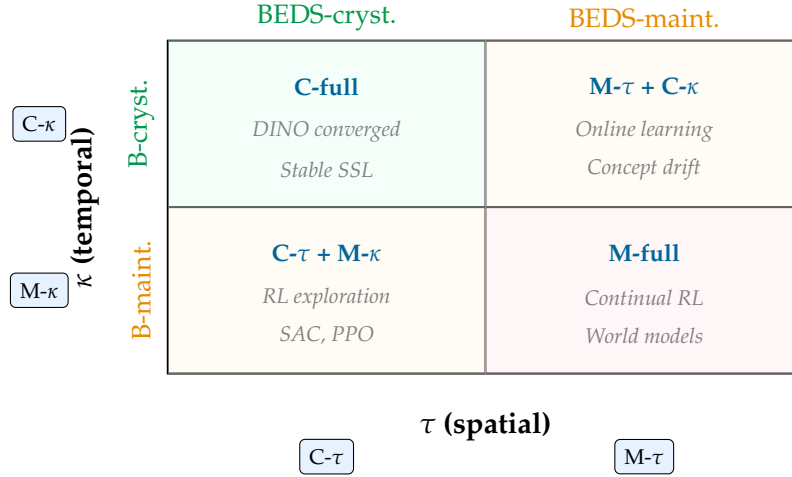 BEDS-cryst. BEDS-maint.
C-κ
κ (temporal)
B-cryst.
C-full
DINO converged
Stable SSL
M-τ + C-κ
Online learning
Concept drift
M-κ
B-maint.
C-τ + M-κ
RL exploration
SAC, PPO
M-full
Continual RL
World models
τ (spatial)
C-τ M-τ